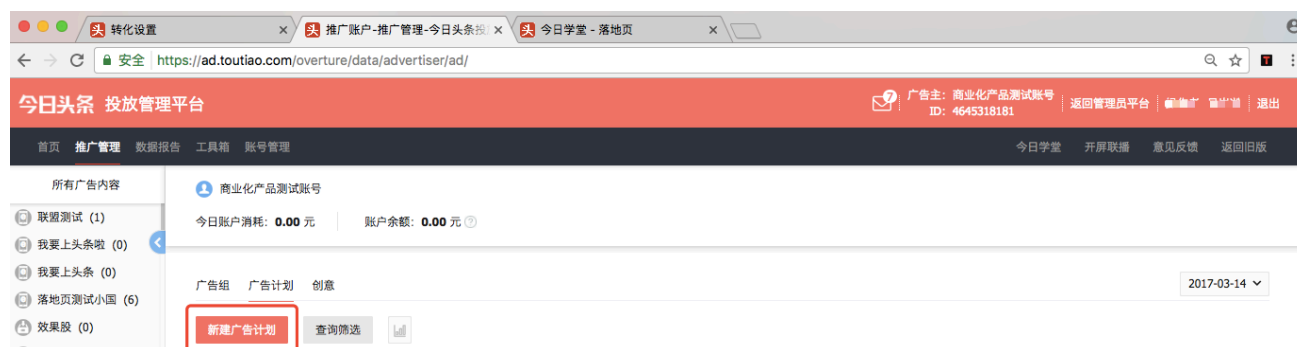 转化设置
推广账户-推广管理-今日头条投
今日学堂 - 落地页
安全 https://ad.toutiao.com/overture/data/advertiser/ad/
今日头条 投放管理平台
7 广告主: 商业化产品测试账号 返回管理员平台 退出
ID: 4645318181
首页 推广管理 数据报告 工具箱 账号管理 今日学堂 开屏联播 意见反馈 返回旧版
所有广告内容
商业化产品测试账号
联盟测试 (1)
今日账户消耗: 0.00 元 账户余额: 0.00 元 ?
我要上头条啦 (0)
我要上头条 (0)
广告组 广告计划 创意 2017-03-14
落地页测试小国 (6)
效果股 (0)
新建广告计划 查询筛选